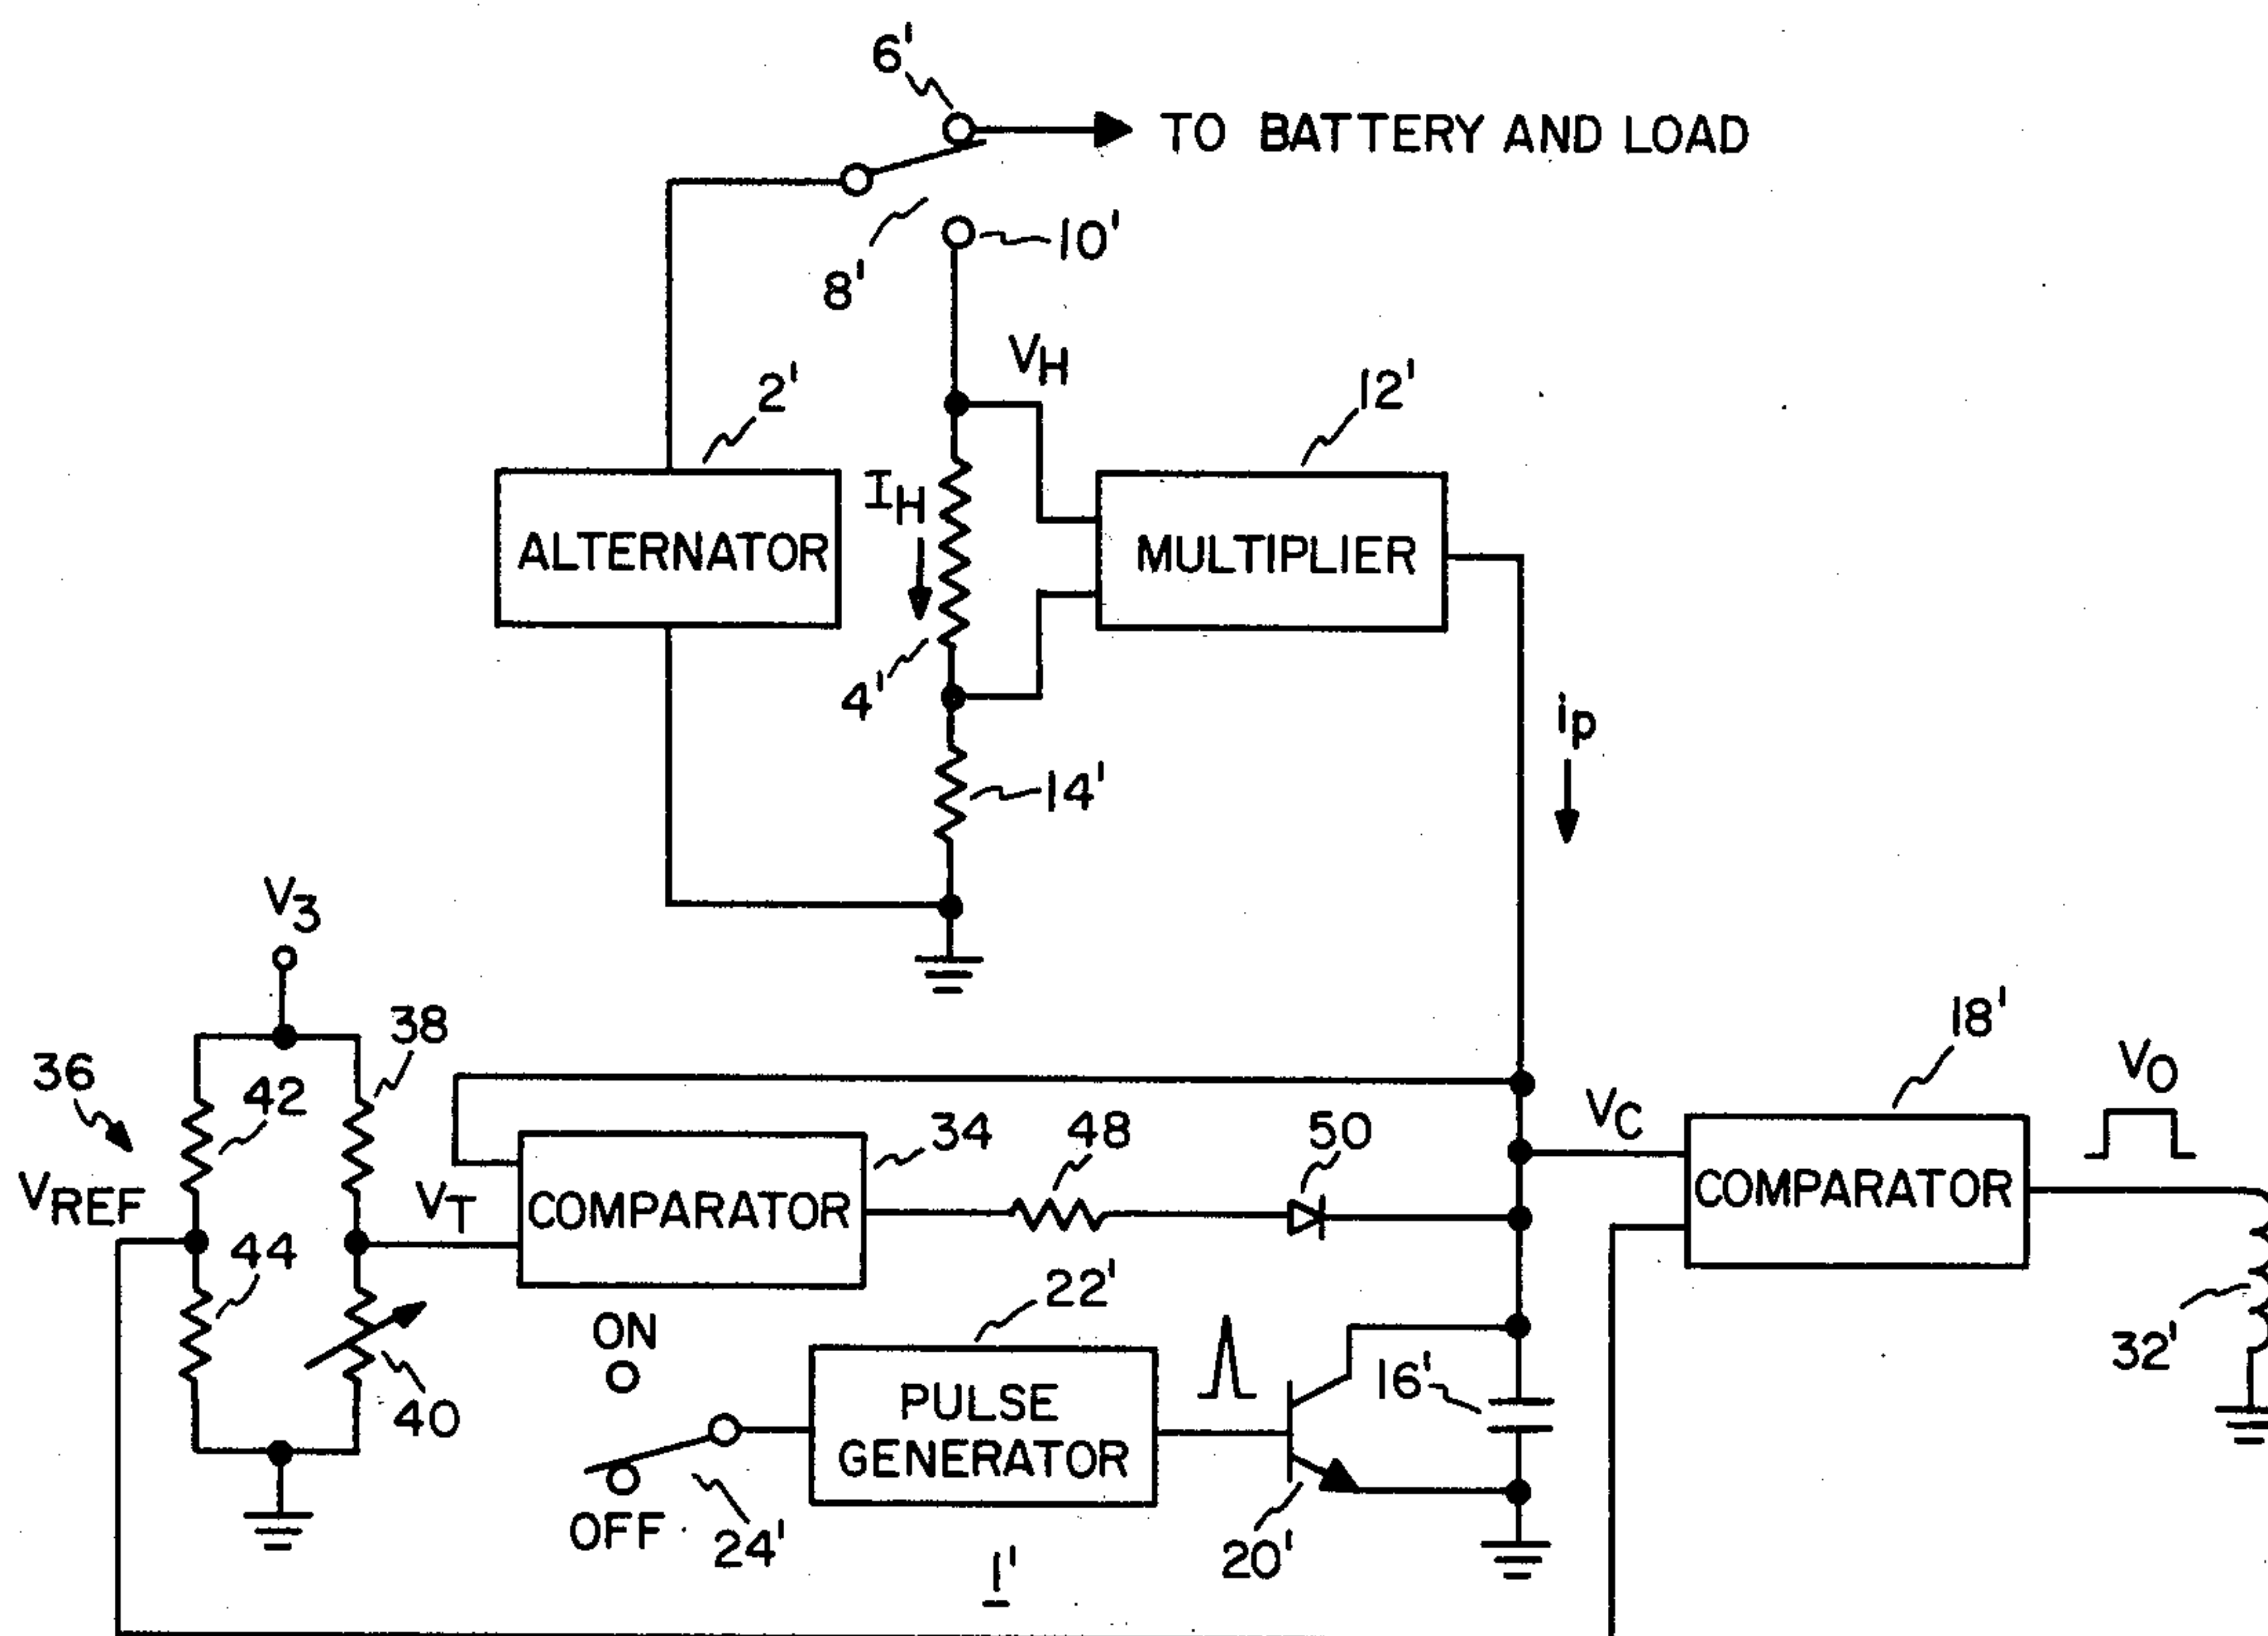 6'
TO BATTERY AND LOAD
10'
8'
VH
2'
12'
IH
ALTERNATOR
MULTIPLIER
4'
ip
14'
V3
38
18'
36
42
VO
34
48
50
VC
VREF
VT
COMPARATOR
COMPARATOR
44
22'
ON
32'
16'
PULSE
GENERATOR
40
OFF
24'
20'
1'